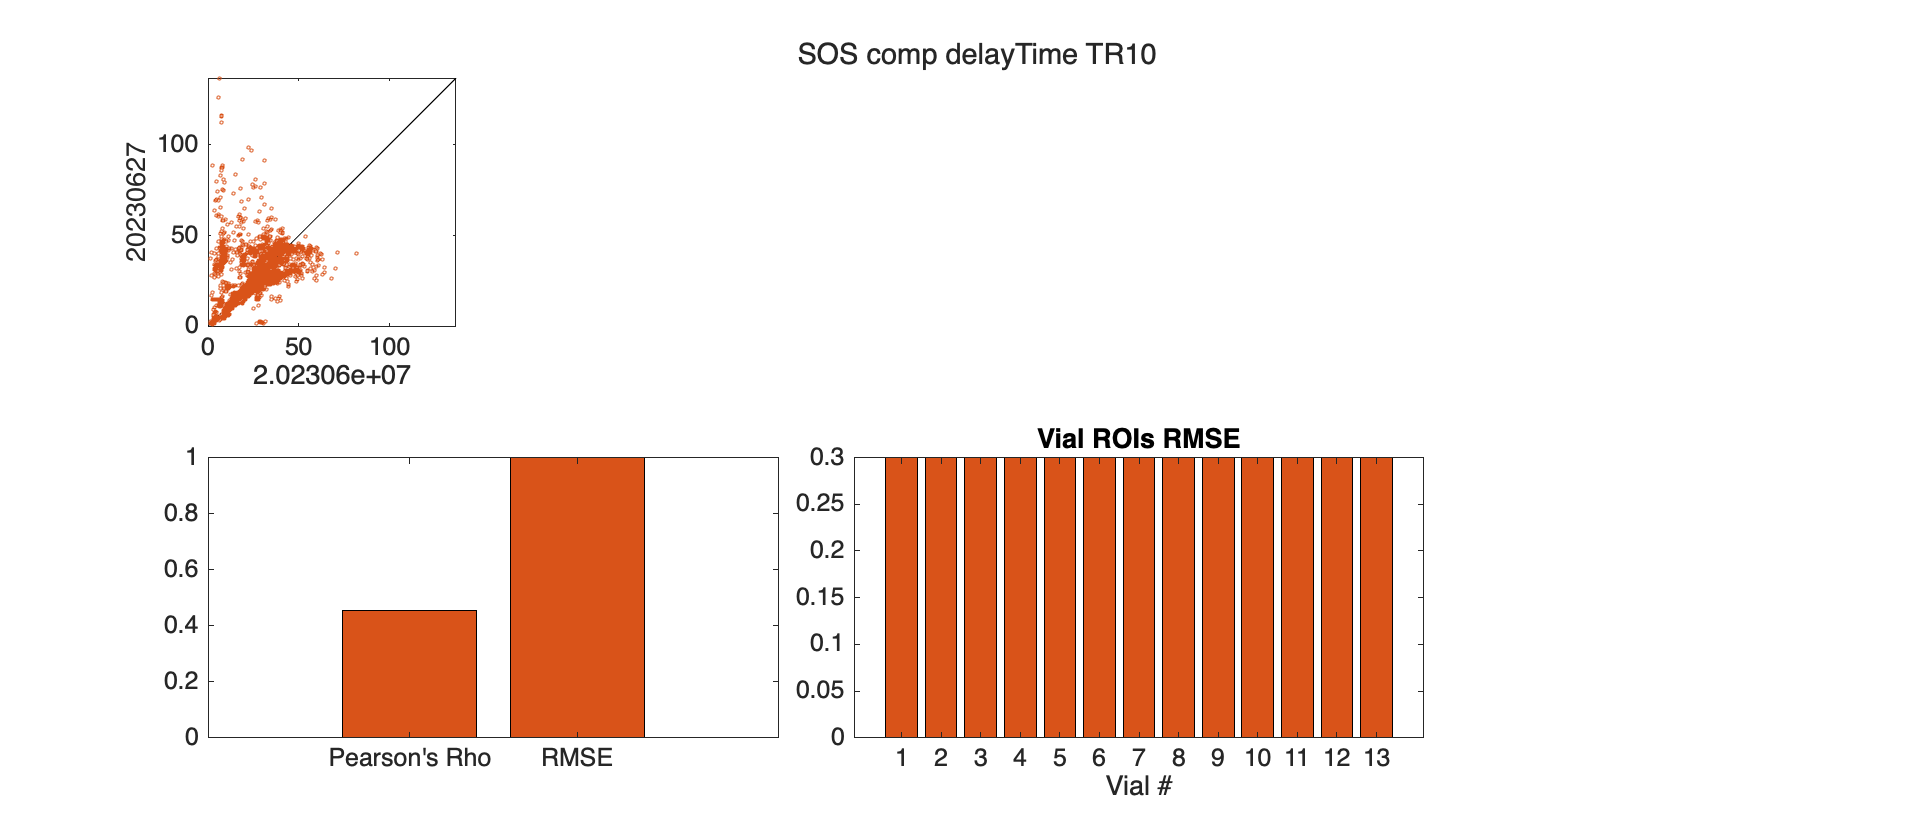 SOS comp delayTime TR10
100
50
0
20230627
0 50 100
2.02306e+07
1
0.8
0.6
0.4
0.2
0
Pearson's Rho RMSE
Vial ROIs RMSE
0.3
0.25
0.2
0.15
0.1
0.05
0
1 2 3 4 5 6 7 8 9 10 11 12 13
Vial #